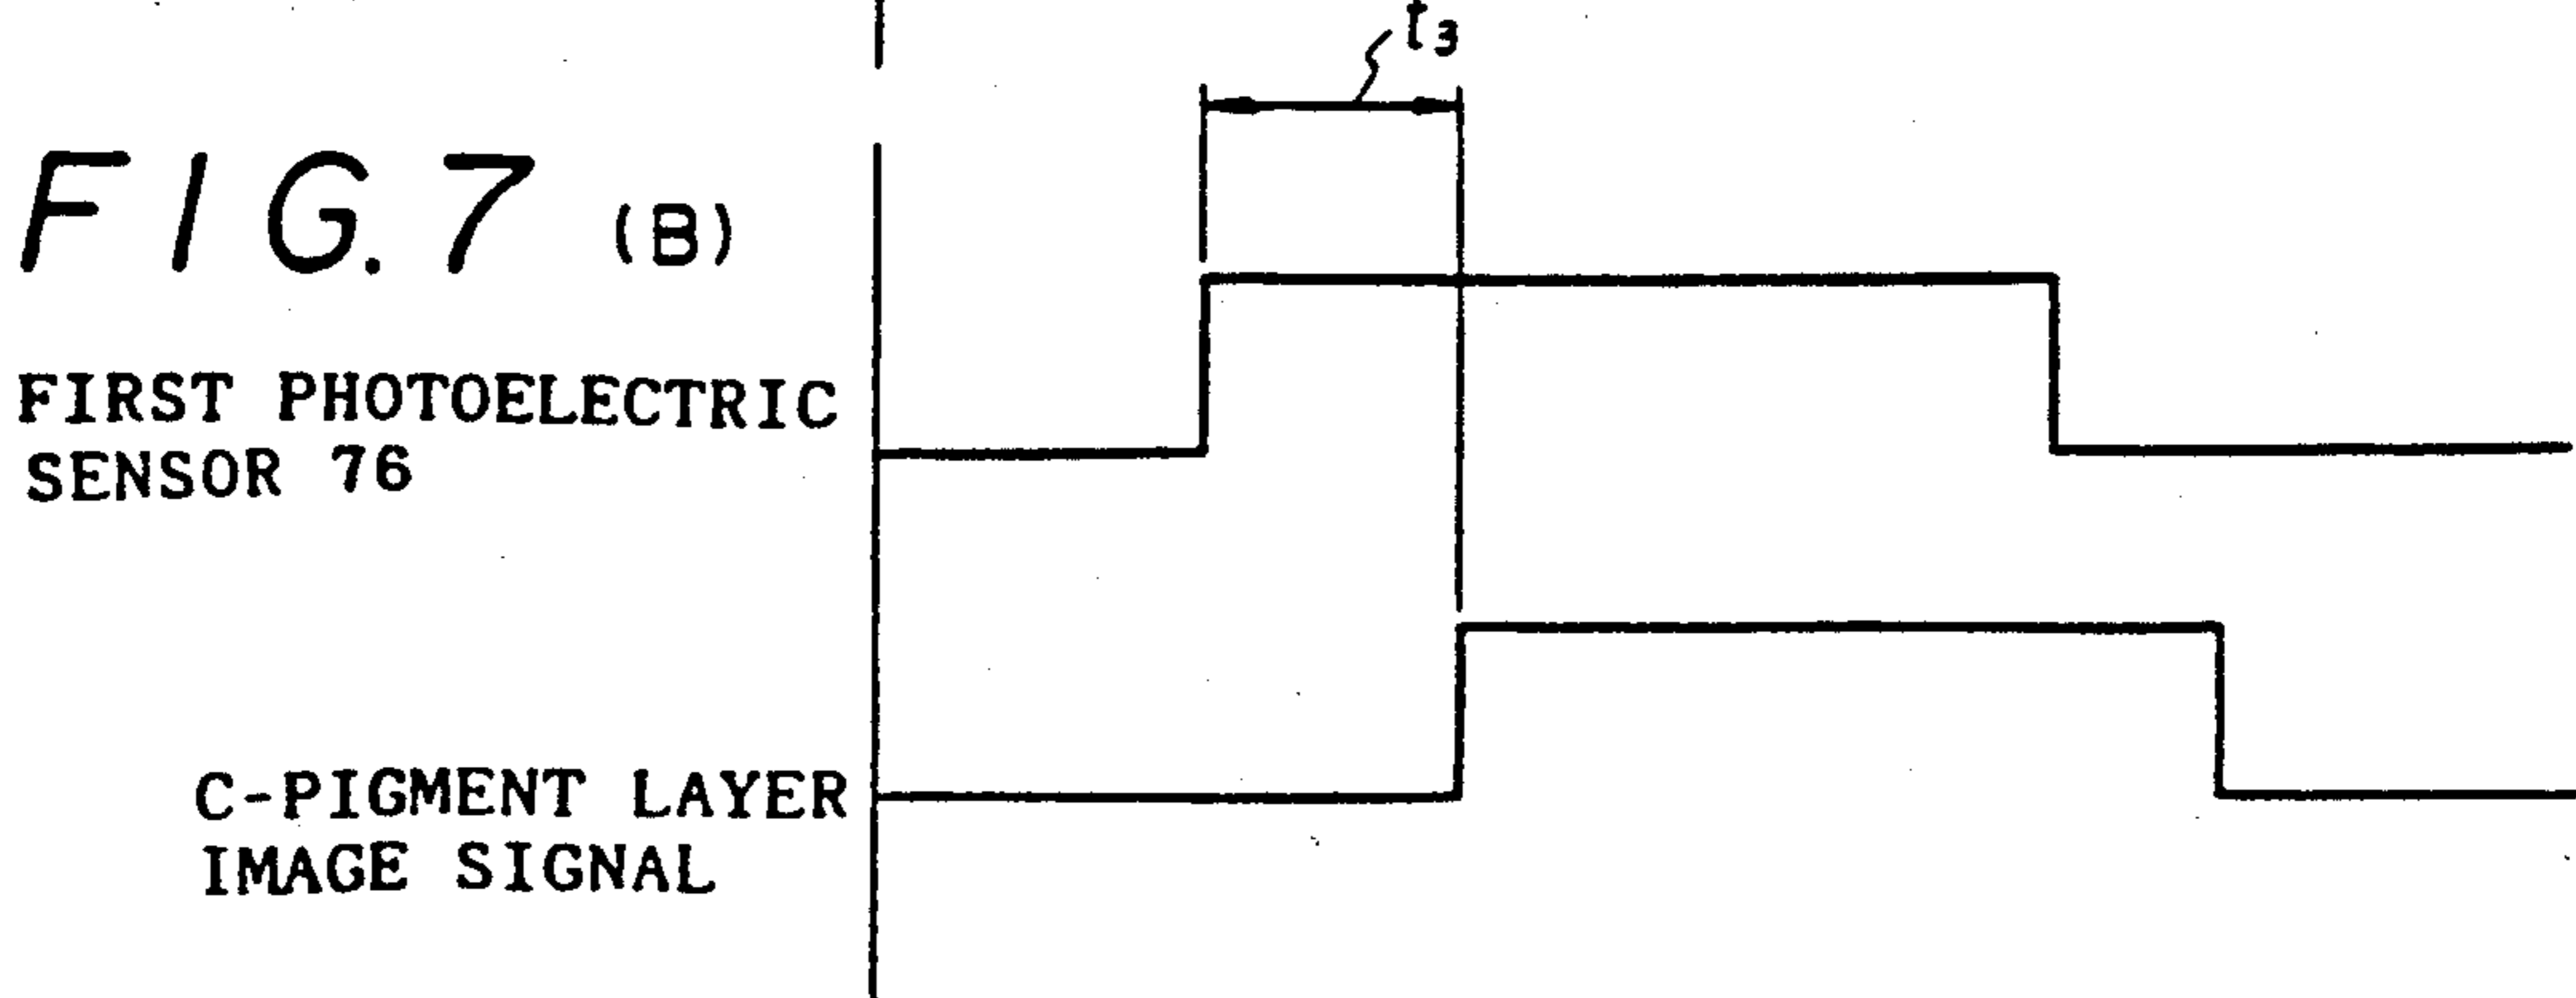 t3
FIG. 7 (B)
FIRST PHOTOELECTRIC
SENSOR 76
C-PIGMENT LAYER
IMAGE SIGNAL